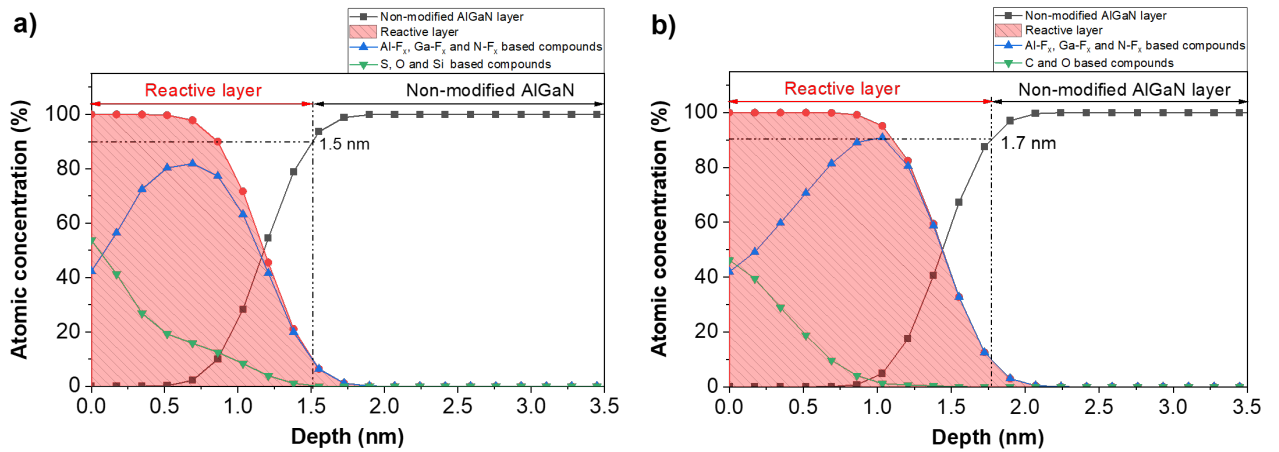 a)
Non-modified AlGaN layer
Reactive layer
Al-Fx, Ga-Fx and N-Fx based compounds
S, O and Si based compounds
Reactive layer
Non-modified AlGaN
1.5 nm
Atomic concentration (%)
100
80
60
40
20
0
0.0
0.5
1.0
1.5
2.0
2.5
3.0
3.5
Depth (nm)
b)
Non-modified AlGaN layer
Reactive layer
Al-Fx, Ga-Fx and N-Fx based compounds
C and O based compounds
Reactive layer
Non-modified AlGaN layer
1.7 nm
Atomic concentration (%)
100
80
60
40
20
0
0.0
0.5
1.0
1.5
2.0
2.5
3.0
3.5
Depth (nm)